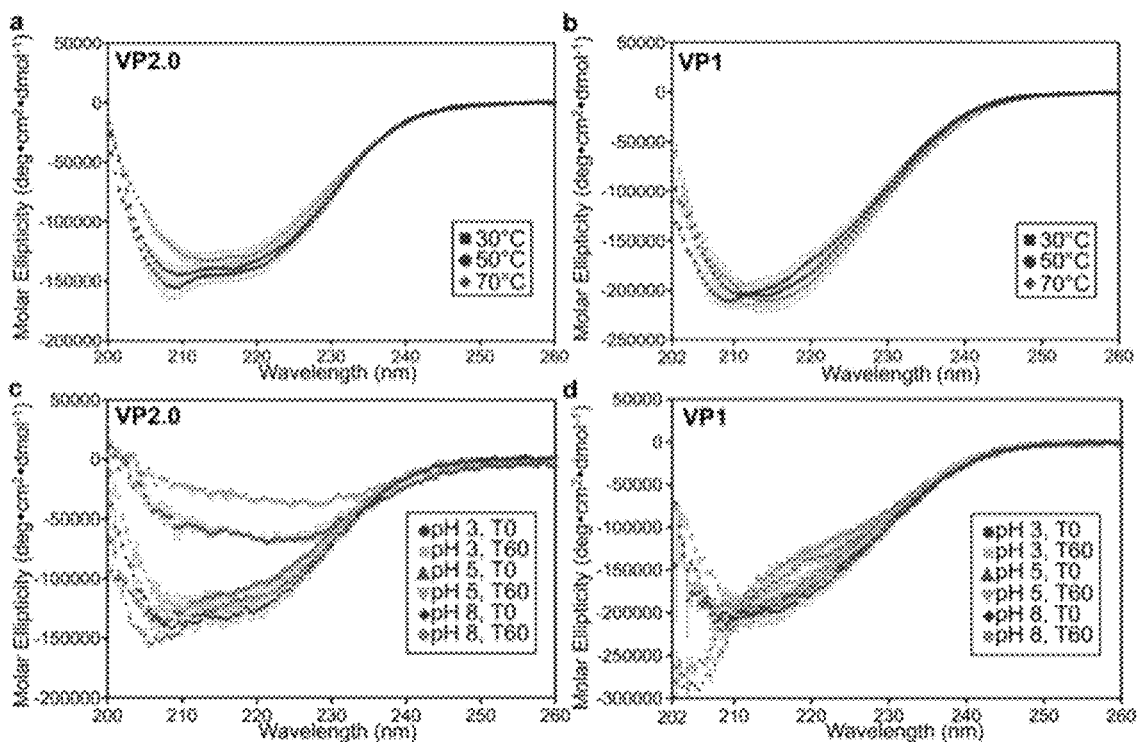 a
VP2.0
50000
0
-50000
-100000
-150000
-200000
Molar Ellipticity (deg•cm²•dmol⁻¹)
30°C
50°C
70°C
200 210 220 230 240 250 260
Wavelength (nm)
b
VP1
50000
0
-50000
-100000
-150000
-200000
-250000
Molar Ellipticity (deg•cm²•dmol⁻¹)
30°C
50°C
70°C
202 210 220 230 240 250 260
Wavelength (nm)
c
VP2.0
50000
0
-50000
-100000
-150000
-200000
Molar Ellipticity (deg•cm²•dmol⁻¹)
pH 3, T0
pH 3, T60
pH 5, T0
pH 5, T60
pH 8, T0
pH 8, T60
200 210 220 230 240 250 260
Wavelength (nm)
d
VP1
50000
0
-50000
-100000
-150000
-200000
-250000
-300000
Molar Ellipticity (deg•cm²•dmol⁻¹)
pH 3, T0
pH 3, T60
pH 5, T0
pH 5, T60
pH 8, T0
pH 8, T60
202 210 220 230 240 250 260
Wavelength (nm)